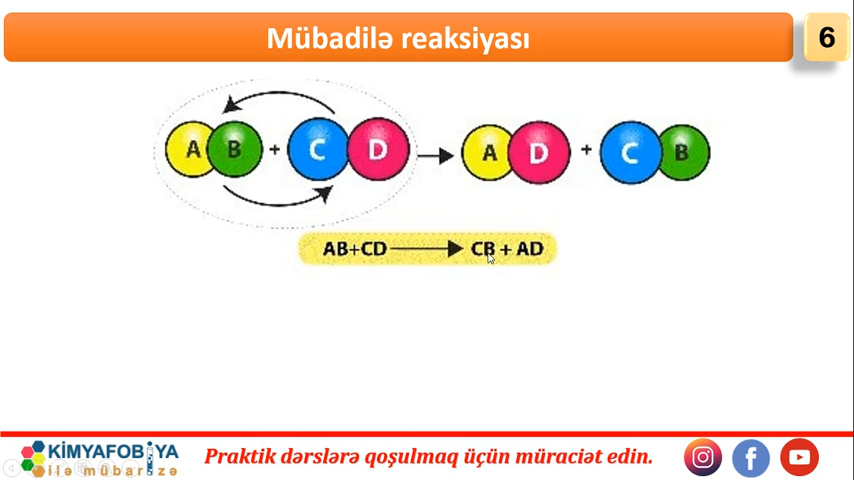 Mübadilə reaksiyası
6
A B + C D → A D + C B
AB+CD → CB + AD
KİMYAFOBİYA
ilə mübarizə
Praktik dərslərə qoşulmaq üçün müraciət edin.